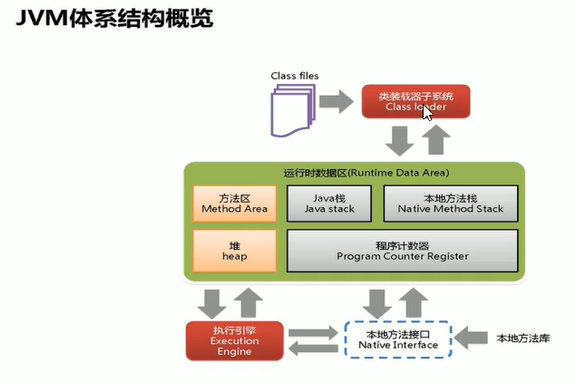 JVM体系结构概览
Class files
类装载器子系统
Class loader
运行时数据区(Runtime Data Area)
方法区
Method Area
Java栈
Java stack
本地方法栈
Native Method Stack
堆
heap
程序计数器
Program Counter Register
执行引擎
Execution
Engine
本地方法接口
Native Interface
本地方法库